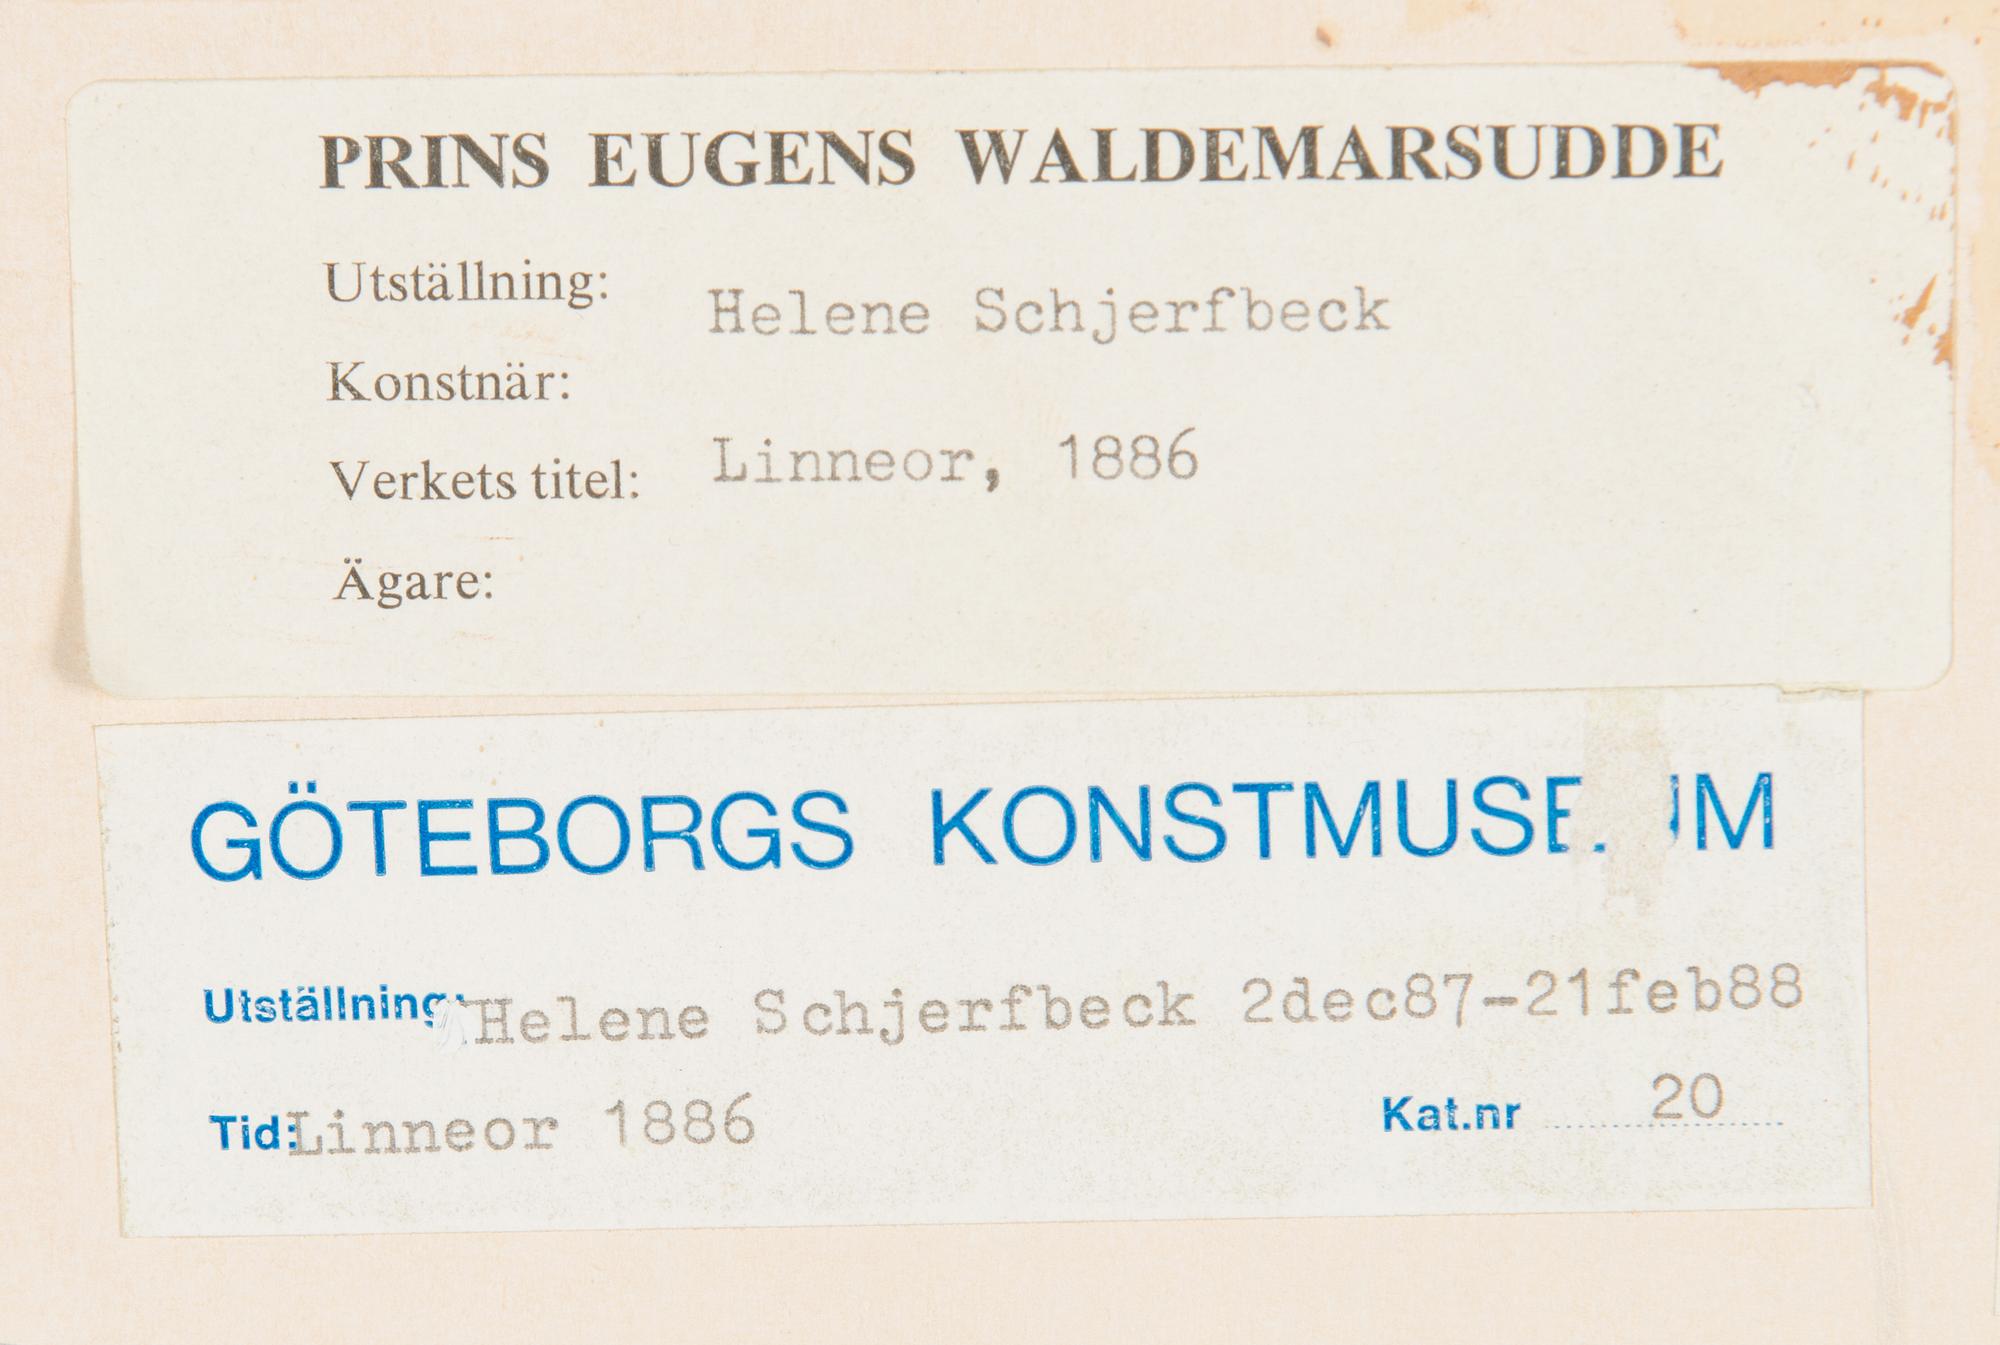 PRINS EUGENS WALDEMARSUDDE
Utställning: Helene Schjerfbeck
Konstnär:
Verkets titel: Linneor, 1886
Ägare:
GÖTEBORGS KONSTMUSEUM
Utställning: Helene Schjerfbeck 2dec87-21feb88
Tid: Linneor 1886 Kat.nr 20